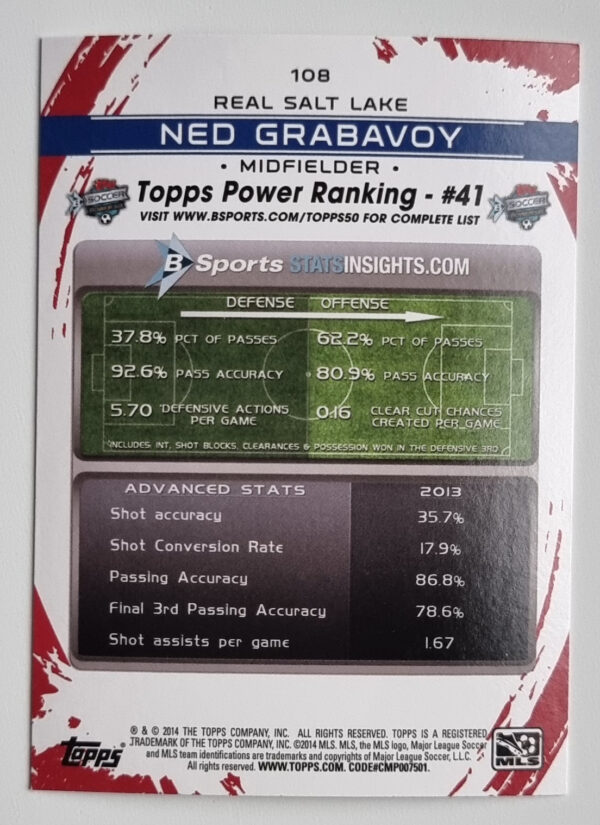 108
REAL SALT LAKE
NED GRABAVOY
• MIDFIELDER •
SOCCER Topps Power Ranking - #41 SOCCER
VISIT WWW.BSPORTS.COM/TOPPS50 FOR COMPLETE LIST
B Sports STATSINSIGHTS.COM
DEFENSE OFFENSE
37.8% PCT OF PASSES 62.2% PCT OF PASSES
92.6% PASS ACCURACY 80.9% PASS ACCURACY
5.70 *DEFENSIVE ACTIONS PER GAME 0.16 CLEAR CUT CHANCES CREATED PER GAME
*INCLUDES: INT, SHOT BLOCKS, CLEARANCES & POSSESSION WON IN THE DEFENSIVE 3RD
ADVANCED STATS 2013
Shot accuracy 35.7%
Shot Conversion Rate 17.9%
Passing Accuracy 86.8%
Final 3rd Passing Accuracy 78.6%
Shot assists per game 1.67
® & © 2014 THE TOPPS COMPANY, INC. ALL RIGHTS RESERVED. TOPPS IS A REGISTERED
TRADEMARK OF THE TOPPS COMPANY, INC. ©2014 MLS. MLS, the MLS logo, Major League Soccer
and MLS team identifications are trademarks and copyrights of Major League Soccer, L.L.C.
All rights reserved. WWW.TOPPS.COM. CODE#CMP007501.
topps®
MLS